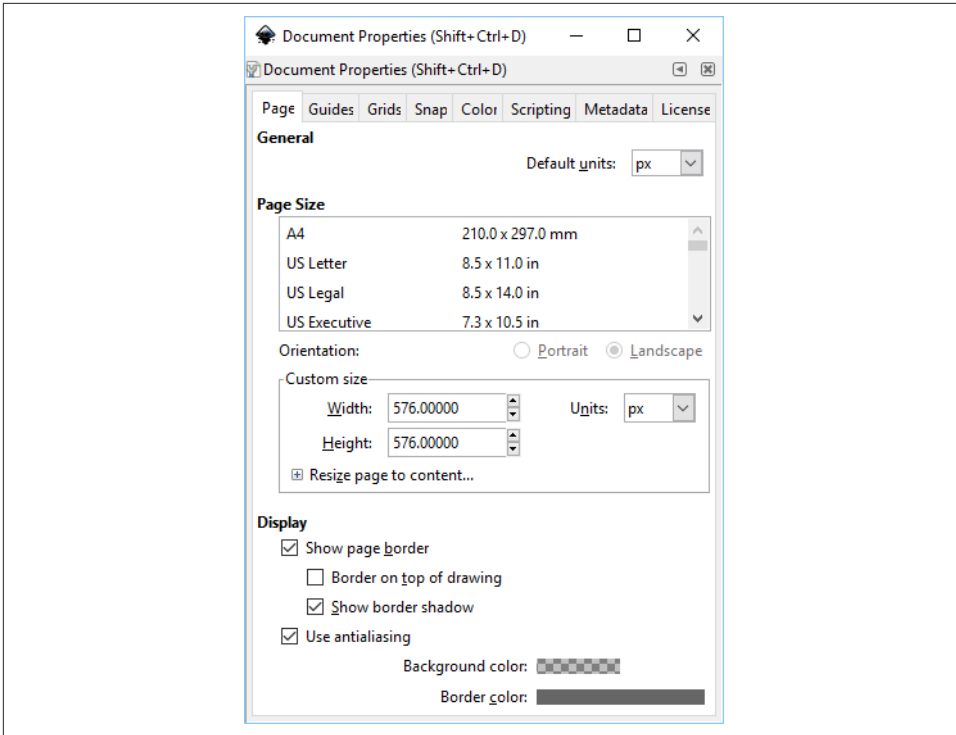 Document Properties (Shift+Ctrl+D)
Document Properties (Shift+Ctrl+D)
Page Guides Grids Snap Color Scripting Metadata License
General
Default units: px
Page Size
A4 210.0 x 297.0 mm
US Letter 8.5 x 11.0 in
US Legal 8.5 x 14.0 in
US Executive 7.3 x 10.5 in
Orientation: Portrait Landscape
Custom size
Width: 576.00000 Units: px
Height: 576.00000
Resize page to content...
Display
Show page border
Border on top of drawing
Show border shadow
Use antialiasing
Background color:
Border color: